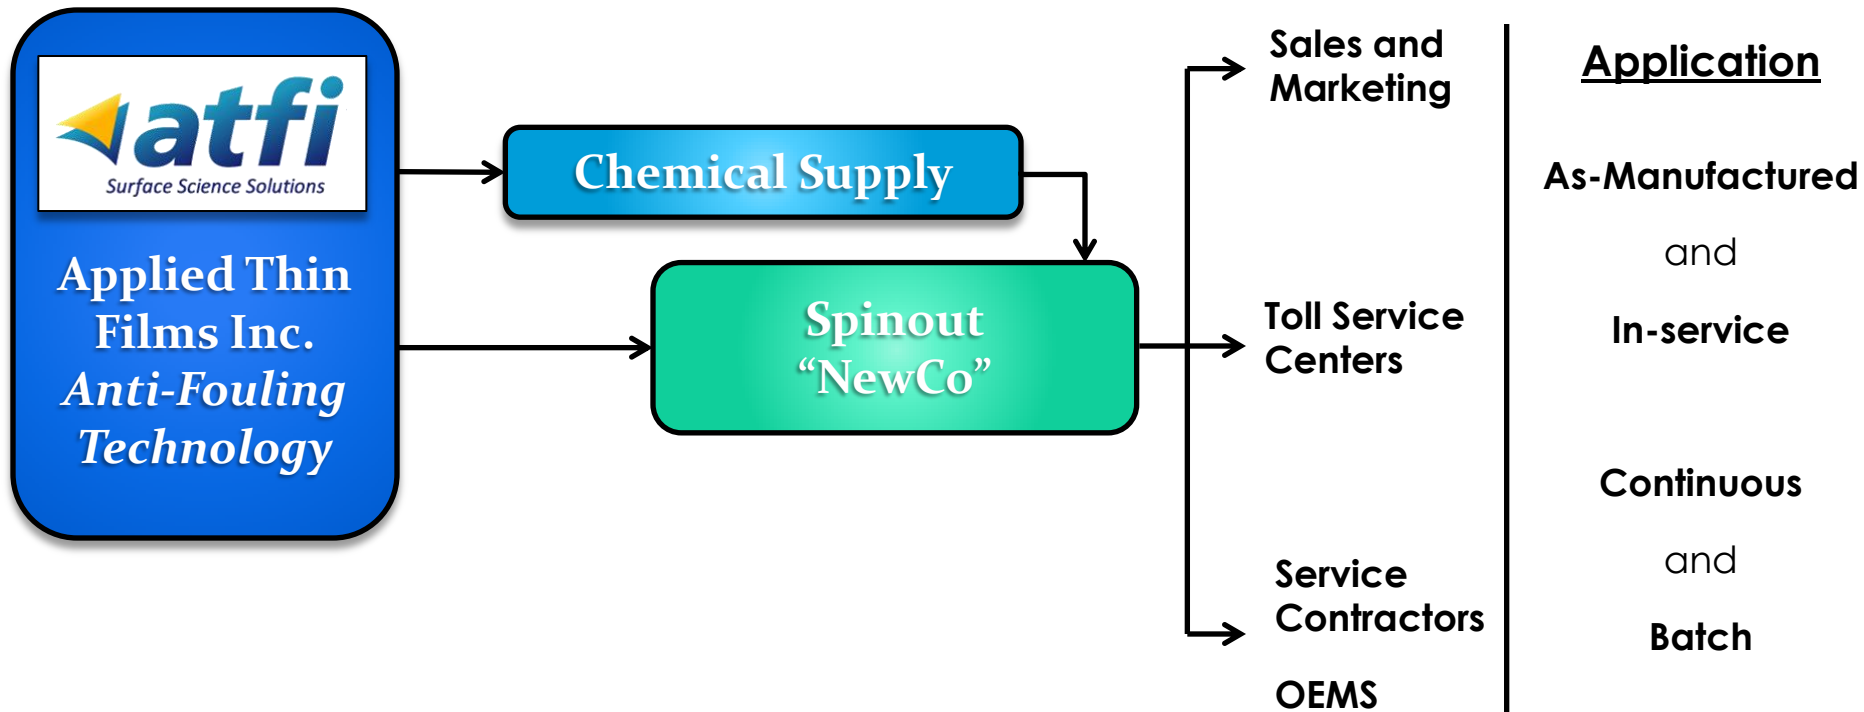 atfi
Surface Science Solutions
Applied Thin
Films Inc.
Anti-Fouling
Technology
Chemical Supply
Spinout
“NewCo”
Sales and
Marketing
Toll Service
Centers
Service
Contractors
OEMS
Application
As-Manufactured
and
In-service
Continuous
and
Batch